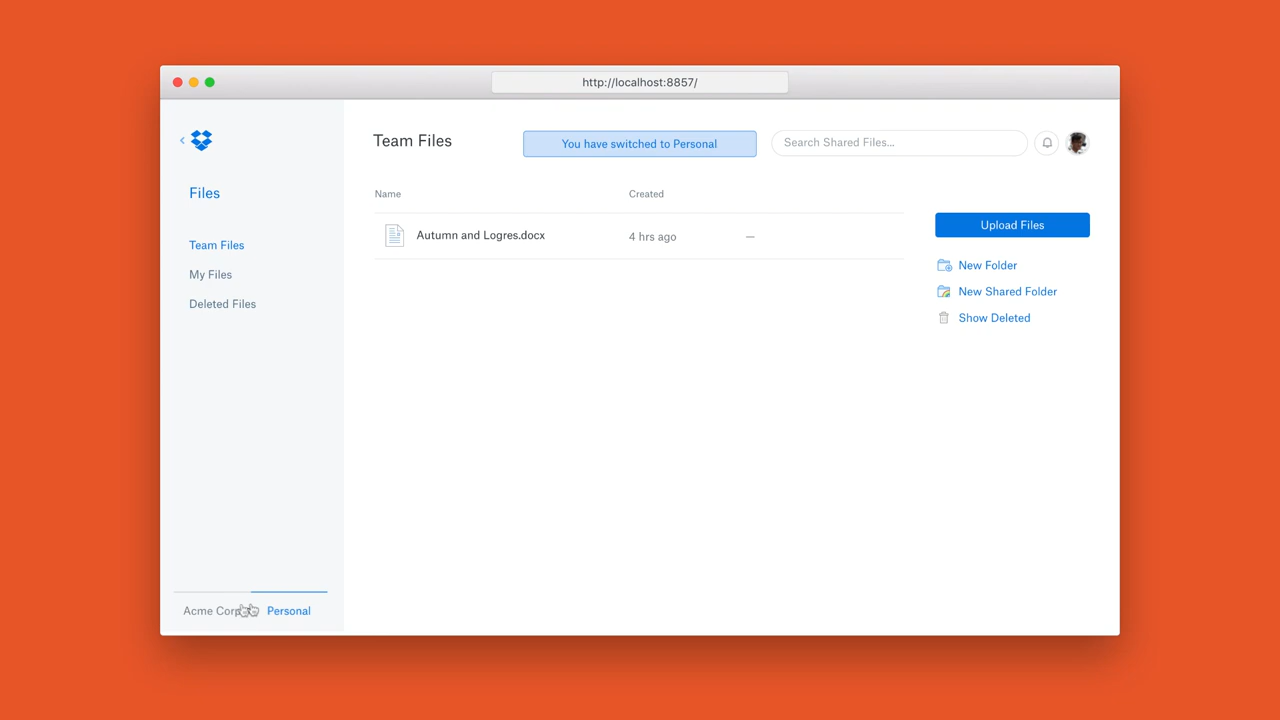 http://localhost:8857/
Team Files
You have switched to Personal
Search Shared Files...
Files
Team Files
My Files
Deleted Files
Name
Created
Autumn and Logres.docx
4 hrs ago
—
Upload Files
New Folder
New Shared Folder
Show Deleted
Acme Corp
Personal